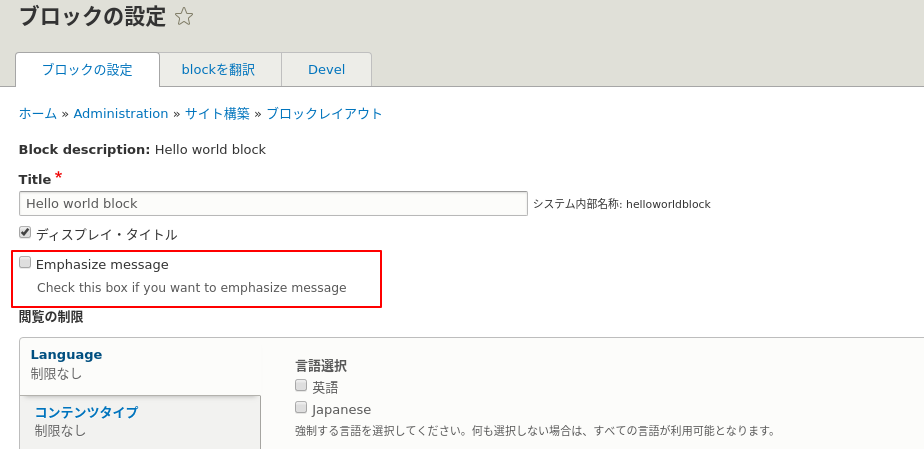 ブロックの設定
ブロックの設定 blockを翻訳 Devel
ホーム » Administration » サイト構築 » ブロックレイアウト
Block description: Hello world block
Title *
Hello world block システム内部名称: helloworldblock
ディスプレイ・タイトル
Emphasize message
Check this box if you want to emphasize message
閲覧の制限
Language
制限なし
コンテンツタイプ
制限なし
言語選択
英語
Japanese
強制する言語を選択してください。何も選択しない場合は、すべての言語が利用可能となります。